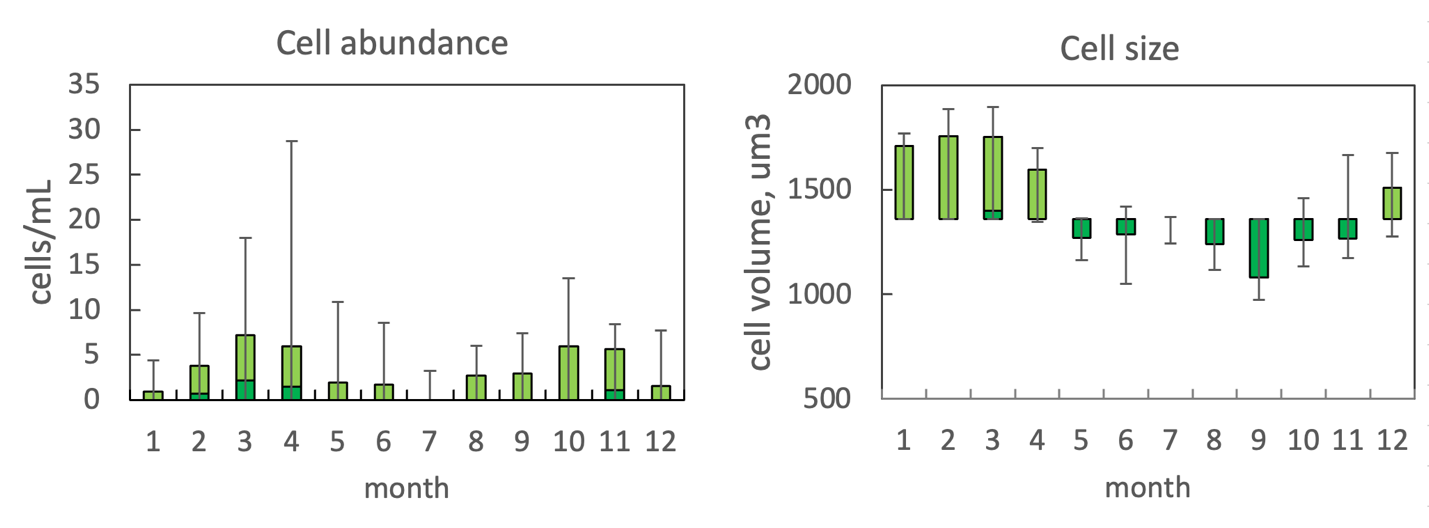 Cell abundance
35
30
25
20
15
10
5
0
cells/mL
1 2 3 4 5 6 7 8 9 10 11 12
month
Cell size
2000
1500
1000
500
cell volume, um3
1 2 3 4 5 6 7 8 9 10 11 12
month